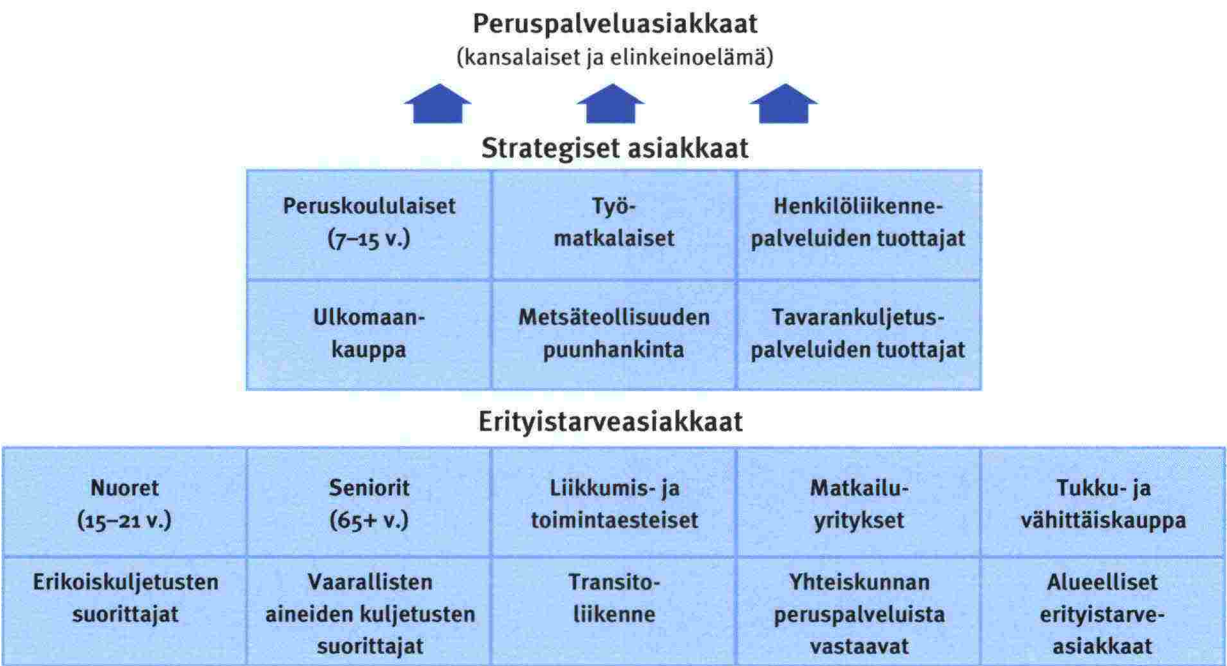 Peruspalveluasiakkaat
(kansalaiset ja elinkeinoelämä)
Strategiset asiakkaat
Peruskoululaiset
(7–15 v.)
Työ-
matkalaiset
Henkilöliikenne-
palveluiden tuottajat
Ulkomaan-
kauppa
Metsäteollisuuden
puunhankinta
Tavarankuljetus-
palveluiden tuottajat
Erityistarveasiakkaat
Nuoret
(15–21 v.)
Seniorit
(65+ v.)
Liikkumis- ja
toimintaesteiset
Matkailu-
yritykset
Tukku- ja
vähittäiskauppa
Erikoiskuljetusten
suorittajat
Vaarallisten
aineiden kuljetusten
suorittajat
Transito-
liikenne
Yhteiskunnan
peruspalveluista
vastaavat
Alueelliset
erityistarve-
asiakkaat